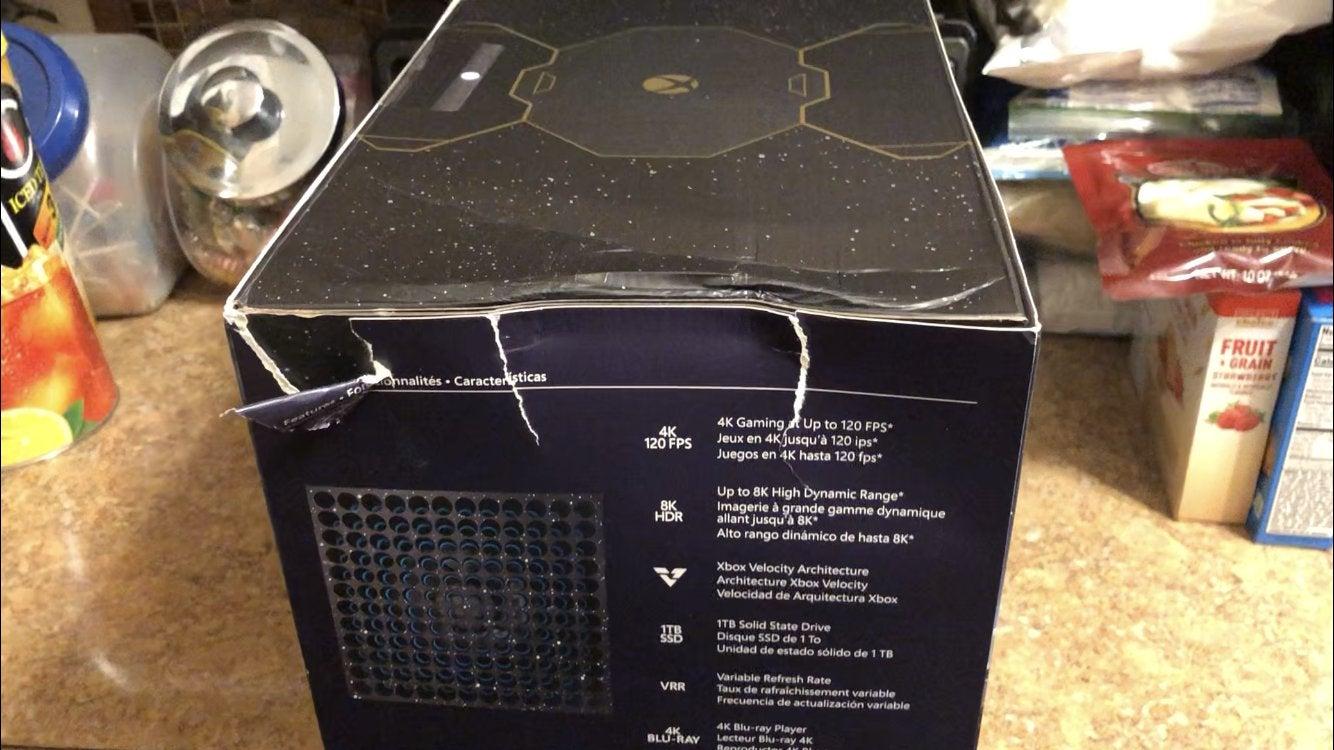 ICED
FRUIT
+ GRAIN
STRAWBERRY
NET WT. 10 OZ
Features • Fo
onnalités • Características
4K
120 FPS
4K Gaming at Up to 120 FPS*
Jeux en 4K jusqu'à 120 ips*
Juegos en 4K hasta 120 fps*
8K
HDR
Up to 8K High Dynamic Range*
Imagerie à grande gamme dynamique
allant jusqu'à 8K*
Alto rango dinámico de hasta 8K*
Xbox Velocity Architecture
Architecture Xbox Velocity
Velocidad de Arquitectura Xbox
1TB
SSD
1TB Solid State Drive
Disque SSD de 1 To
Unidad de estado sólido de 1 TB
VRR
Variable Refresh Rate
Taux de rafraîchissement variable
Frecuencia de actualización variable
4K
BLU-RAY
4K Blu-ray Player
Lecteur Blu-ray 4K